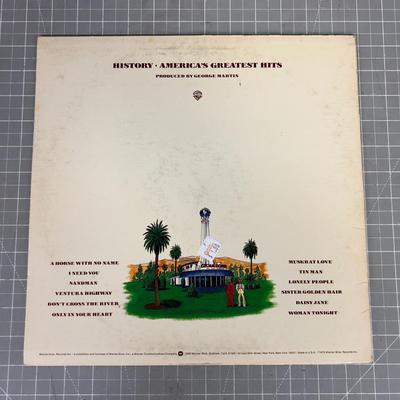 HISTORY · AMERICA'S GREATEST HITS
PRODUCED BY GEORGE MARTIN
A HORSE WITH NO NAME
I NEED YOU
SANDMAN
VENTURA HIGHWAY
DON'T CROSS THE RIVER
ONLY IN YOUR HEART
MUSKRAT LOVE
TIN MAN
LONELY PEOPLE
SISTER GOLDEN HAIR
DAISY JANE
WOMAN TONIGHT